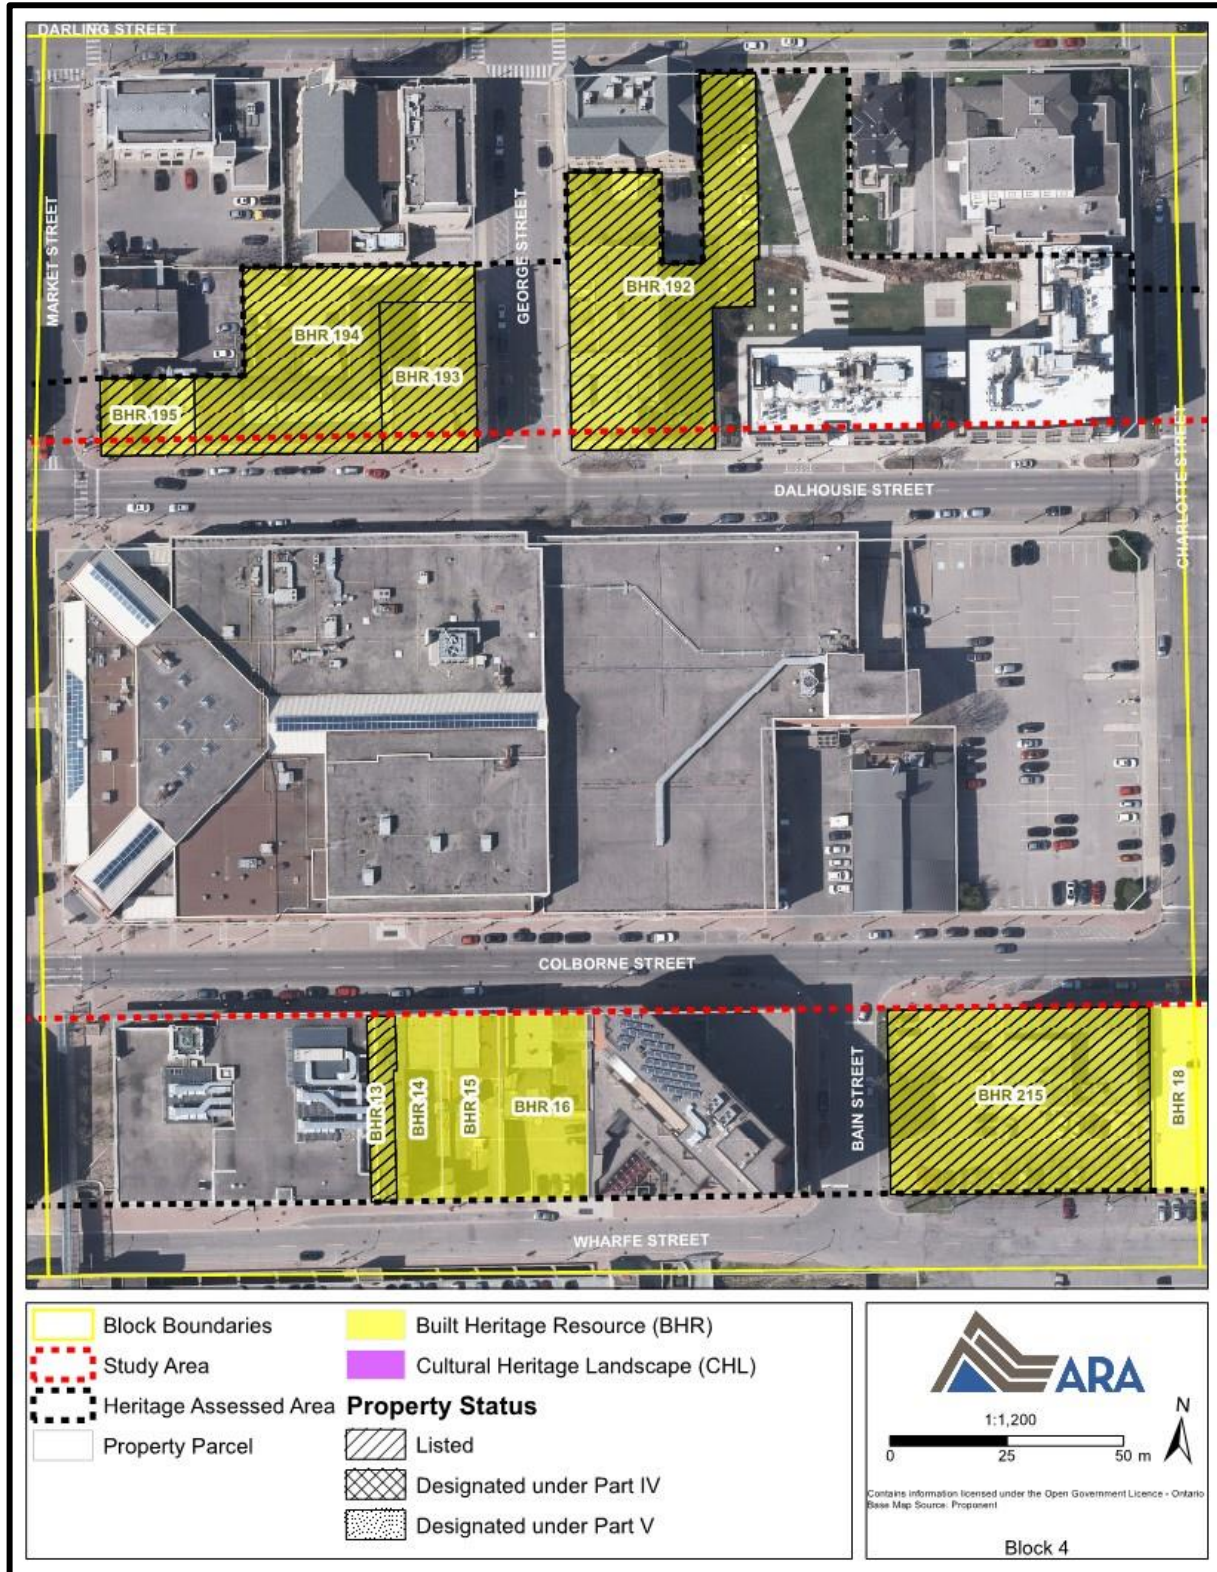 DARLING STREET
MARKET STREET
GEORGE STREET
BHR 192
BHR 194
BHR 193
BHR 195
CHARLOTTE STREET
DALHOUSIE STREET
COLBORNE STREET
BHR 13
BHR 14
BHR 15
BHR 16
BAIN STREET
BHR 215
BHR 18
WHARFE STREET
Block Boundaries
Study Area
Heritage Assessed Area
Property Parcel
Built Heritage Resource (BHR)
Cultural Heritage Landscape (CHL)
Property Status
Listed
Designated under Part IV
Designated under Part V
ARA
N
1:1,200
0 25 50 m
Contains information licensed under the Open Government Licence - Ontario
Base Map Source: Proponent
Block 4